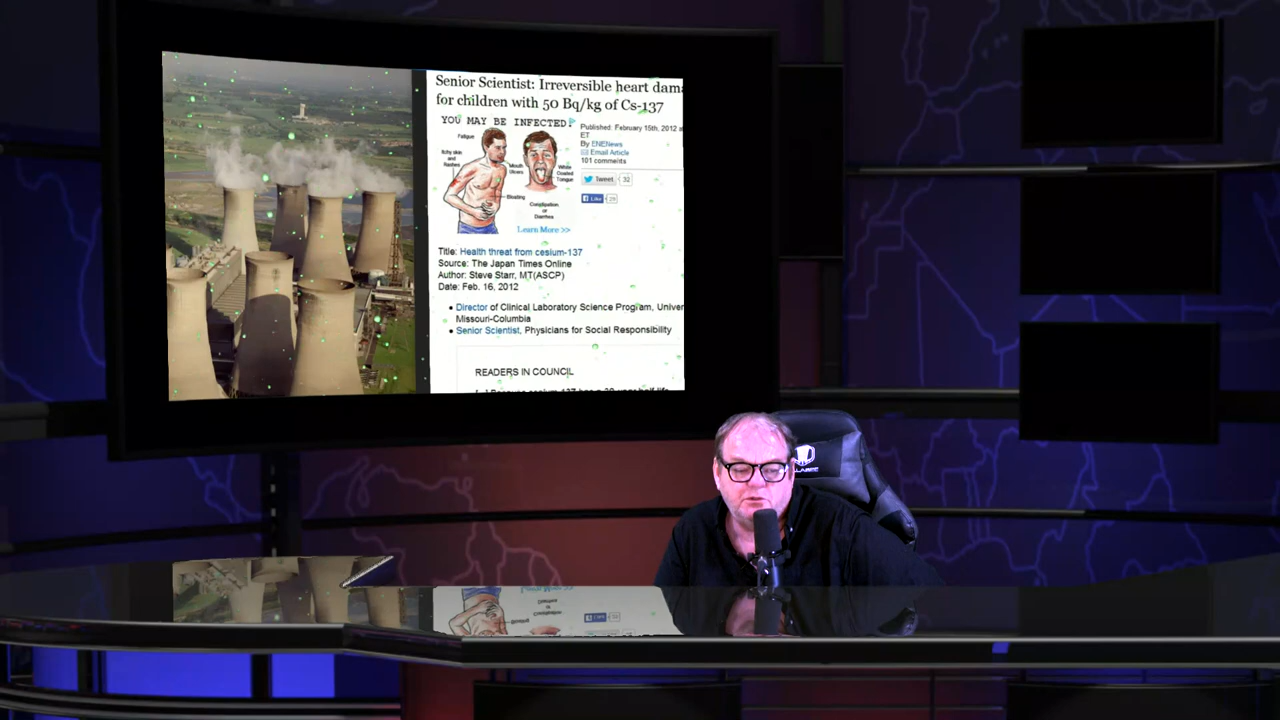 Senior Scientist: Irreversible heart dam
for children with 50 Bq/kg of Cs-137
YOU MAY BE INFECTED!
Fatigue
Itchy skin
and
Rashes
Mouth
Ulcers
White
Coated
Tongue
Bloating
Constipation
or
Diarrhea
Learn More >>
Published: February 15th, 2012 a
ET
By ENENews
Email Article
101 comments
Tweet 32
Like 29
Title: Health threat from cesium-137
Source: The Japan Times Online
Author: Steve Starr, MT(ASCP)
Date: Feb. 16, 2012
• Director of Clinical Laboratory Science Program, Univer
Missouri-Columbia
• Senior Scientist, Physicians for Social Responsibility
READERS IN COUNCIL